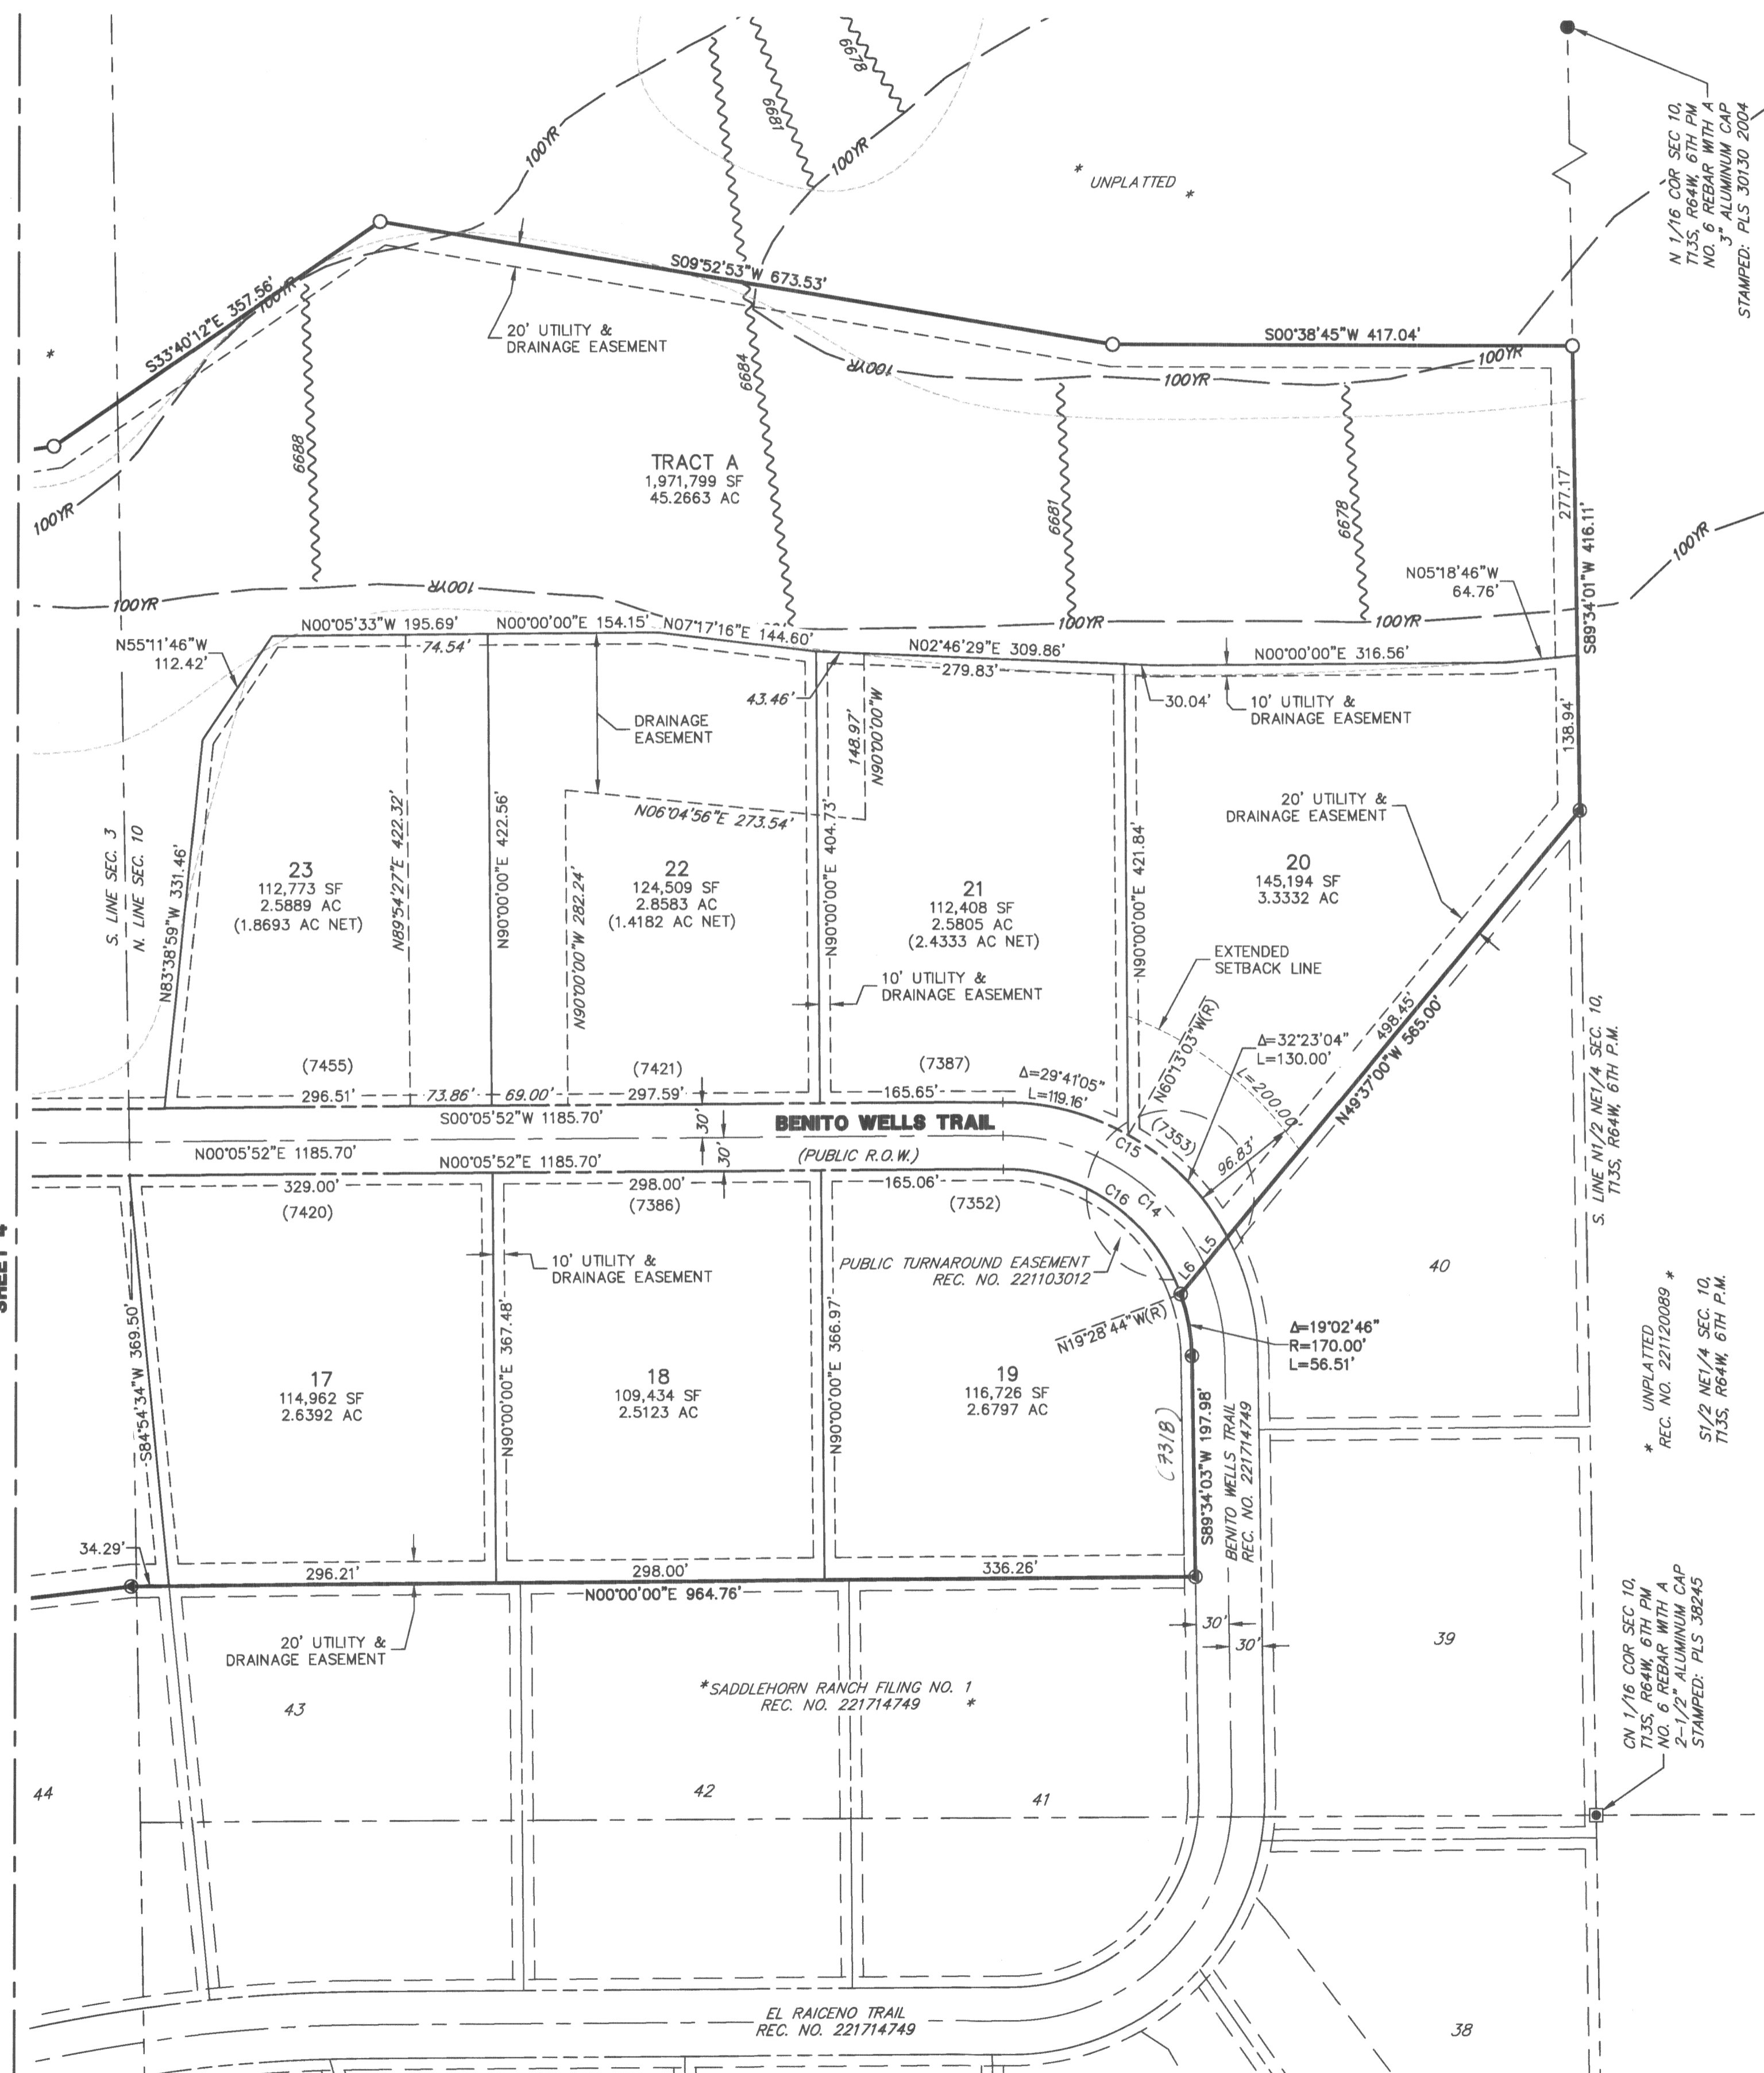 6678
6681
100YR
100YR
* UNPLATTED *
N 1/16 COR SEC 10,
T13S, R64W, 6TH PM
NO. 6 REBAR WITH A
3" ALUMINUM CAP
STAMPED: PLS 30130 2004
S33°40'12"E 357.56'
100YR
S09°52'53"W 673.53'
20' UTILITY &
DRAINAGE EASEMENT
S00°38'45"W 417.04'
100YR
100YR
100YR
*
6688
6684
6681
6678
TRACT A
1,971,799 SF
45.2663 AC
277.17'
S89°34'01"W 416.11'
100YR
100YR
100YR
100YR
100YR
100YR
N05°18'46"W
64.76'
N55°11'46"W
112.42'
N00°05'33"W 195.69'
74.54'
N00°00'00"E 154.15'
N07°17'16"E 144.60'
N02°46'29"E 309.86'
279.83'
N00°00'00"E 316.56'
43.46'
30.04'
10' UTILITY &
DRAINAGE EASEMENT
DRAINAGE
EASEMENT
148.97'
N90°00'00"W
138.94'
20' UTILITY &
DRAINAGE EASEMENT
S. LINE SEC. 3
N. LINE SEC. 10
N83°38'59"W 331.46'
23
112,773 SF
2.5889 AC
(1.8693 AC NET)
N89°54'27"E 422.32'
N90°00'00"E 422.56'
N06°04'56"E 273.54'
N90°00'00"W 282.24'
22
124,509 SF
2.8583 AC
(1.4182 AC NET)
N90°00'00"E 404.73'
21
112,408 SF
2.5805 AC
(2.4333 AC NET)
N90°00'00"E 421.84'
20
145,194 SF
3.3332 AC
EXTENDED
SETBACK LINE
10' UTILITY &
DRAINAGE EASEMENT
498.45'
N49°37'00"W 565.00'
S. LINE N1/2 NE1/4 SEC. 10,
T13S, R64W, 6TH P.M.
(7455)
(7421)
(7387)
296.51'
73.86'
69.00'
297.59'
165.65'
Δ=29°41'05"
L=119.16'
N60°13'03"W(R)
Δ=32°23'04"
L=130.00'
L=200.00'
(7353)
96.83'
S00°05'52"W 1185.70'
30'
BENITO WELLS TRAIL
C15
N00°05'52"E 1185.70'
N00°05'52"E 1185.70'
30'
(PUBLIC R.O.W.)
329.00'
298.00'
165.06'
C16
C14
(7420)
(7386)
(7352)
L5
L6
10' UTILITY &
DRAINAGE EASEMENT
PUBLIC TURNAROUND EASEMENT
REC. NO. 221103012
40
SHEET 4
S84°54'34"W 369.50'
N90°00'00"E 367.48'
N90°00'00"E 366.97'
N19°28'44"W(R)
Δ=19°02'46"
R=170.00'
L=56.51'
17
114,962 SF
2.6392 AC
18
109,434 SF
2.5123 AC
19
116,726 SF
2.6797 AC
(7318)
S89°34'03"W 197.98'
BENITO WELLS TRAIL
REC. NO. 221714749
* UNPLATTED
REC. NO. 221120089 *
S1/2 NE1/4 SEC. 10,
T13S, R64W, 6TH P.M.
34.29'
296.21'
298.00'
336.26'
N00°00'00"E 964.76'
20' UTILITY &
DRAINAGE EASEMENT
30'
30'
39
*SADDLEHORN RANCH FILING NO. 1
REC. NO. 221714749 *
CN 1/16 COR SEC 10,
T13S, R64W, 6TH PM
NO. 6 REBAR WITH A
2-1/2" ALUMINUM CAP
STAMPED: PLS 38245
43
44
42
41
EL RAICENO TRAIL
REC. NO. 221714749
38